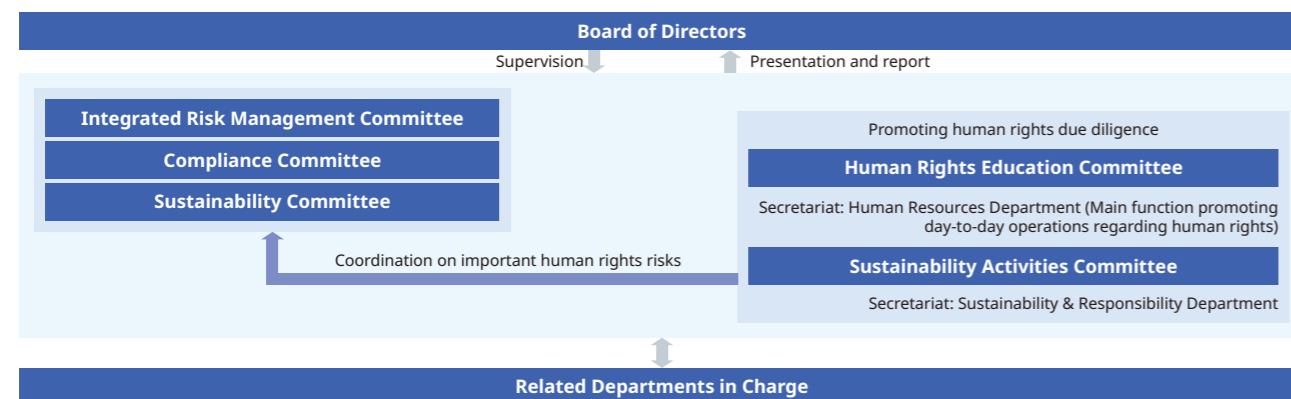 Board of Directors
Supervision
Presentation and report
Integrated Risk Management Committee
Compliance Committee
Sustainability Committee
Promoting human rights due diligence
Human Rights Education Committee
Secretariat: Human Resources Department (Main function promoting
day-to-day operations regarding human rights)
Coordination on important human rights risks
Sustainability Activities Committee
Secretariat: Sustainability & Responsibility Department
Related Departments in Charge